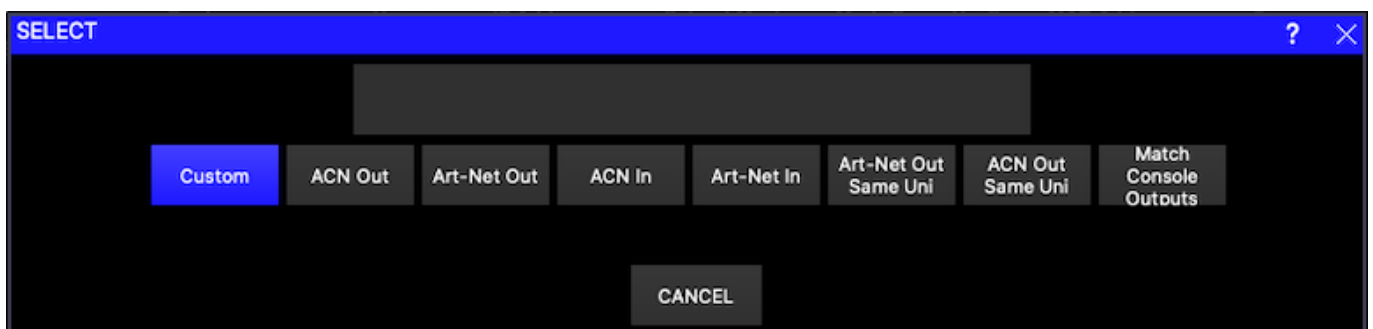 SELECT ?
Custom
ACN Out
Art-Net Out
ACN In
Art-Net In
Art-Net Out
Same Uni
ACN Out
Same Uni
Match
Console
Outputs
CANCEL